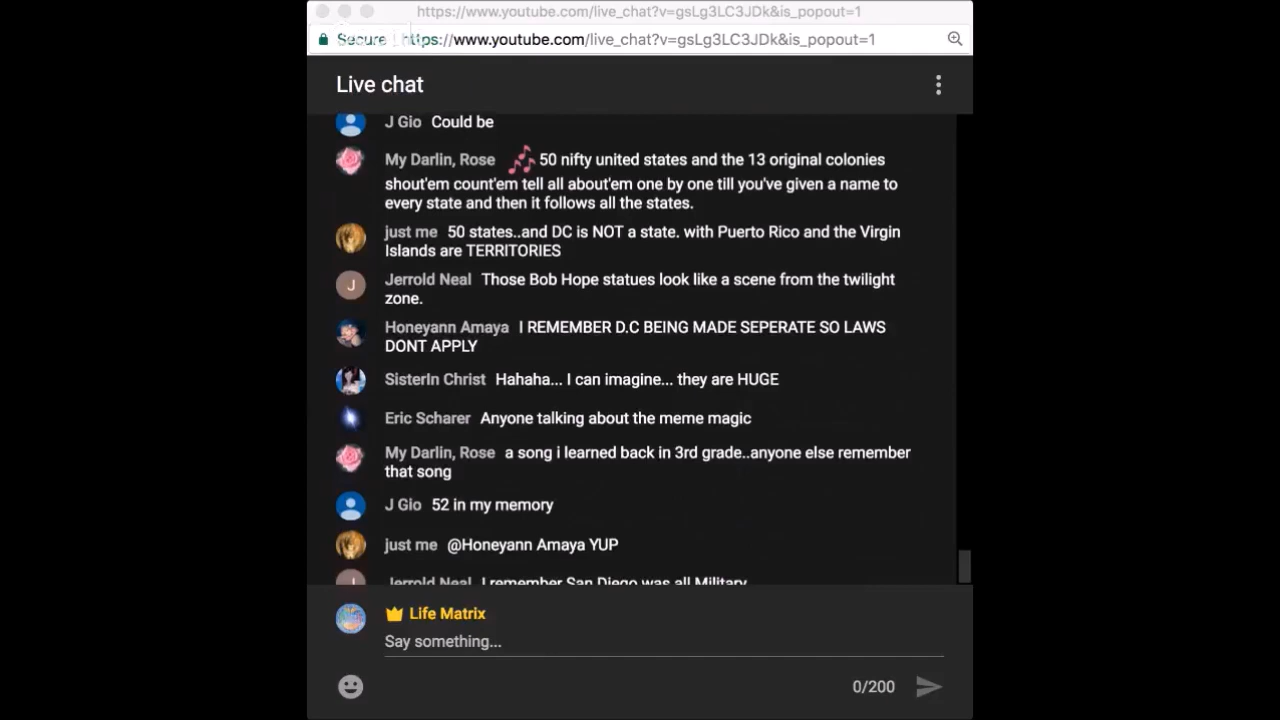 https://www.youtube.com/live_chat?v=gsLg3LC3JDk&is_popout=1
Secure https://www.youtube.com/live_chat?v=gsLg3LC3JDk&is_popout=1
Live chat
J Gio Could be
My Darlin, Rose 🎶 50 nifty united states and the 13 original colonies
shout'em count'em tell all about'em one by one till you've given a name to
every state and then it follows all the states.
just me 50 states..and DC is NOT a state. with Puerto Rico and the Virgin
Islands are TERRITORIES
J
Jerrold Neal Those Bob Hope statues look like a scene from the twilight
zone.
Honeyann Amaya I REMEMBER D.C BEING MADE SEPERATE SO LAWS
DONT APPLY
SisterIn Christ Hahaha... I can imagine... they are HUGE
Eric Scharer Anyone talking about the meme magic
My Darlin, Rose a song i learned back in 3rd grade..anyone else remember
that song
J Gio 52 in my memory
just me @Honeyann Amaya YUP
Jerrold Neal I remember San Diego was all Military
Life Matrix
Say something...
0/200